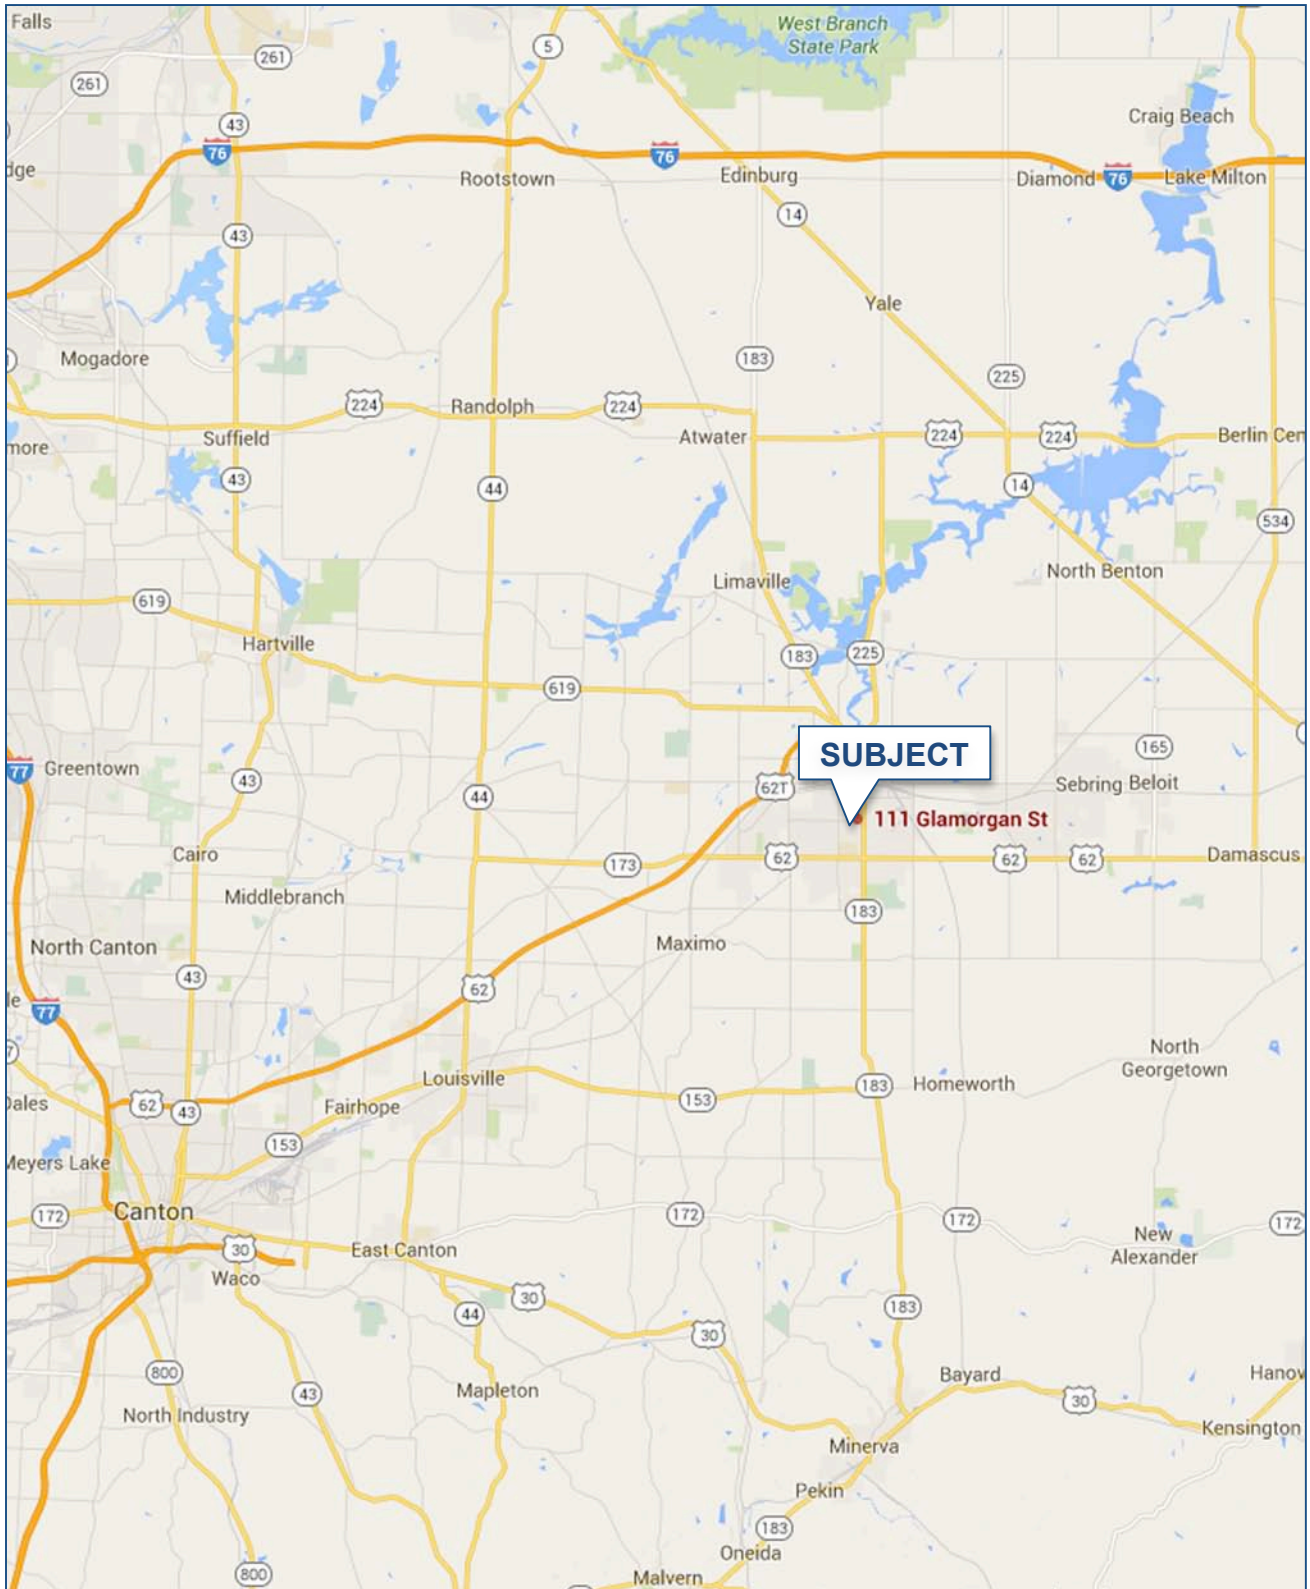 Falls
West Branch
State Park
5
261
261
Craig Beach
43
76
76
dge
Rootstown
Edinburg
Diamond
76
Lake Milton
14
43
Yale
Mogadore
183
225
224
Randolph
224
Suffield
Atwater
224
224
Berlin Cen
more
43
44
14
534
Limaville
North Benton
619
Hartville
183
225
619
SUBJECT
165
77
Greentown
43
44
62T
Sebring
Beloit
111 Glamorgan St
Cairo
173
62
62
62
Damascus
Middlebranch
183
North Canton
Maximo
43
62
le
77
7
North
Georgetown
Louisville
183
Homeworth
Dales
62
43
Fairhope
153
153
Meyers Lake
172
Canton
172
172
172
30
East Canton
New
Alexander
Waco
30
44
183
30
800
43
Mapleton
Bayard
30
Hanov
North Industry
Minerva
Kensington
Pekin
183
Oneida
800
Malvern